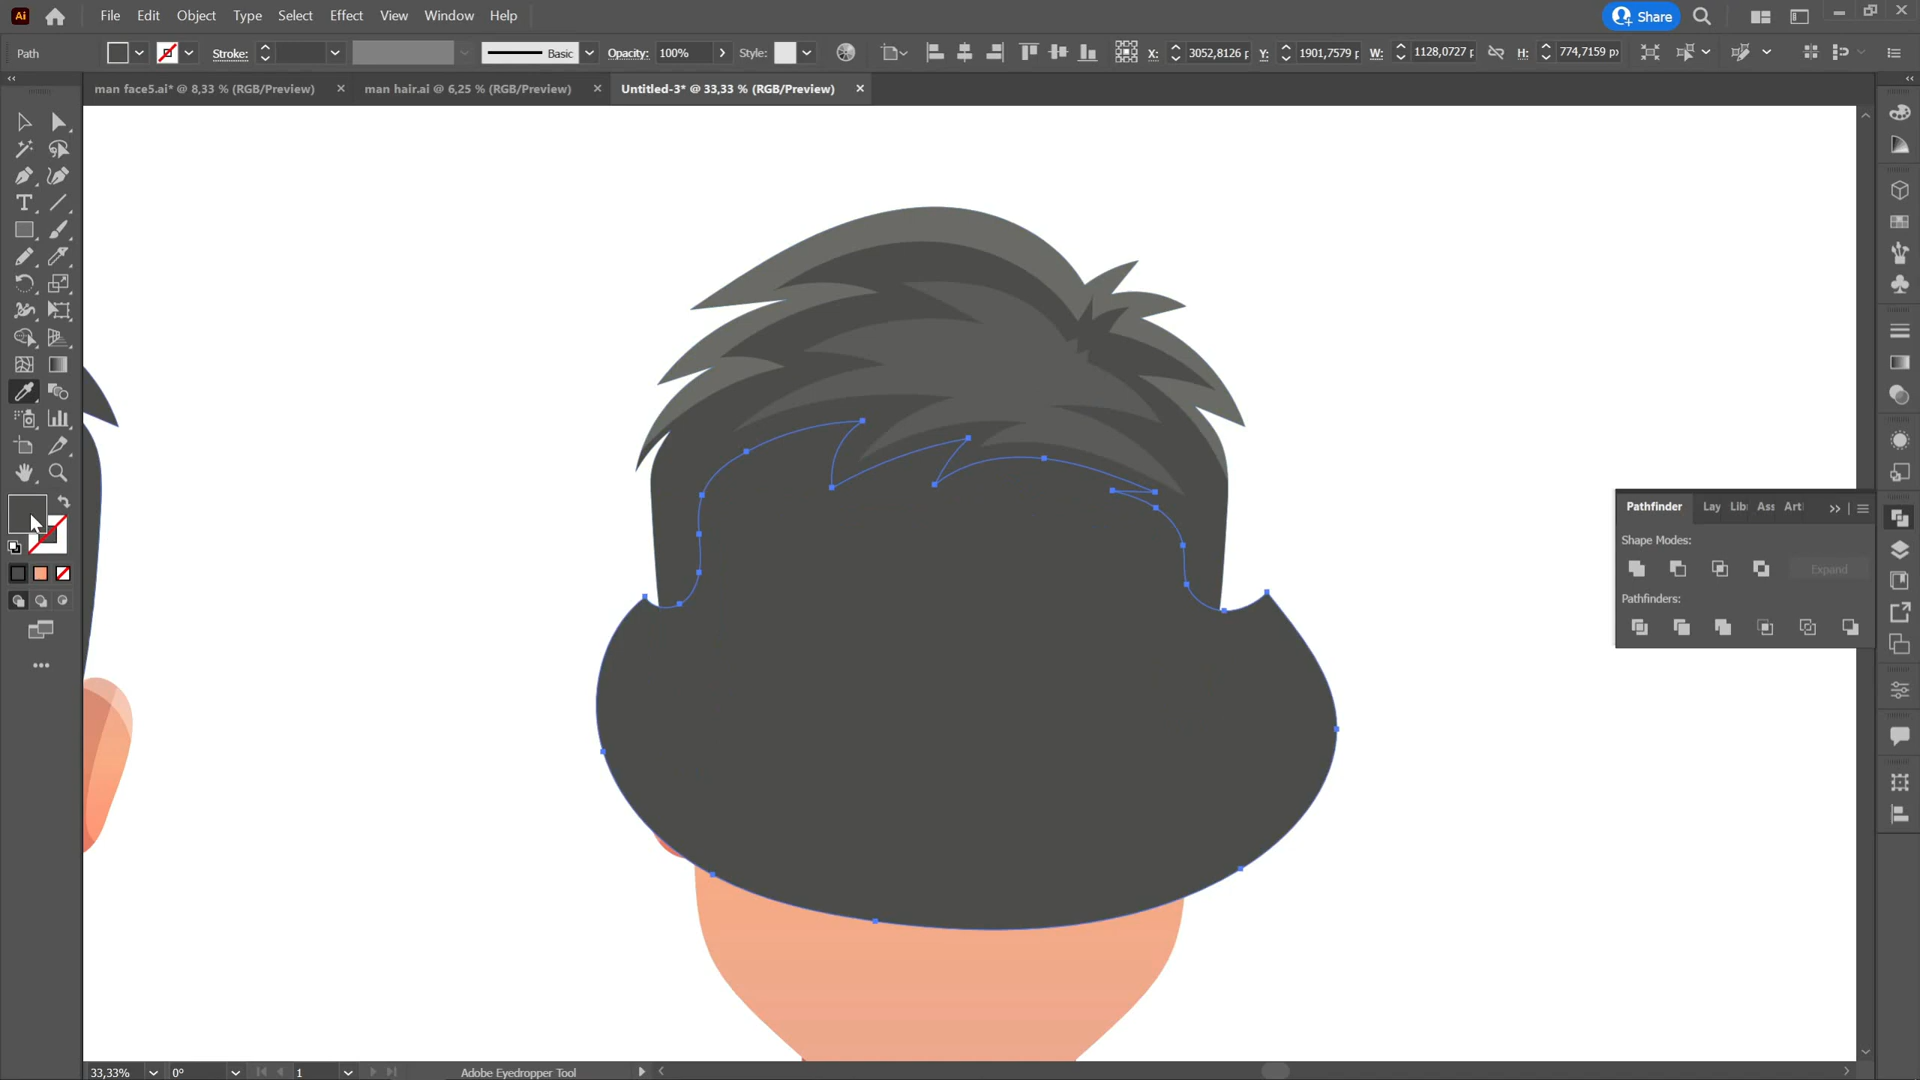 Ai File Edit Object Type Select Effect View Window Help Share
Path Stroke: Basic Opacity: 100% Style: X: 3052,8126 p Y: 1901,7579 p W: 1128,0727 p H: 774,7159 px
man face5.ai* @ 8,33 % (RGB/Preview) man hair.ai @ 6,25 % (RGB/Preview) Untitled-3* @ 33,33 % (RGB/Preview)
Pathfinder Lay Lib Ass Art
Shape Modes:
Expand
Pathfinders:
33,33% 0° 1 Adobe Eyedropper Tool